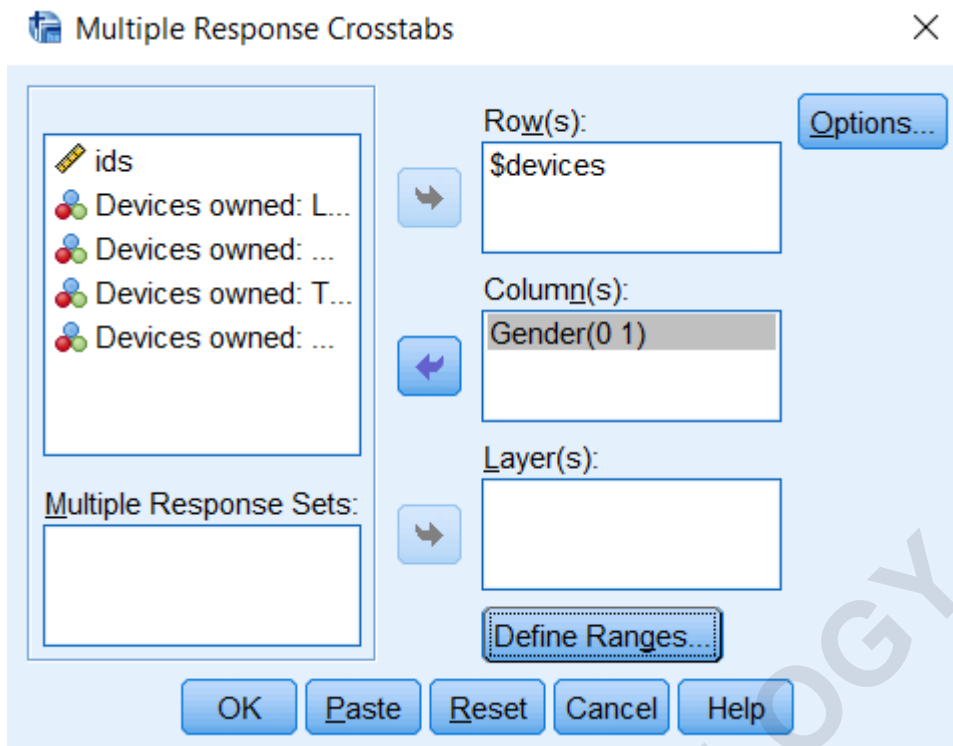 Multiple Response Crosstabs
ids
Devices owned: L...
Devices owned: ...
Devices owned: T...
Devices owned: ...
Multiple Response Sets:
Row(s):
$devices
Column(s):
Gender(0 1)
Layer(s):
Define Ranges...
Options...
OK
Paste
Reset
Cancel
Help
OGY